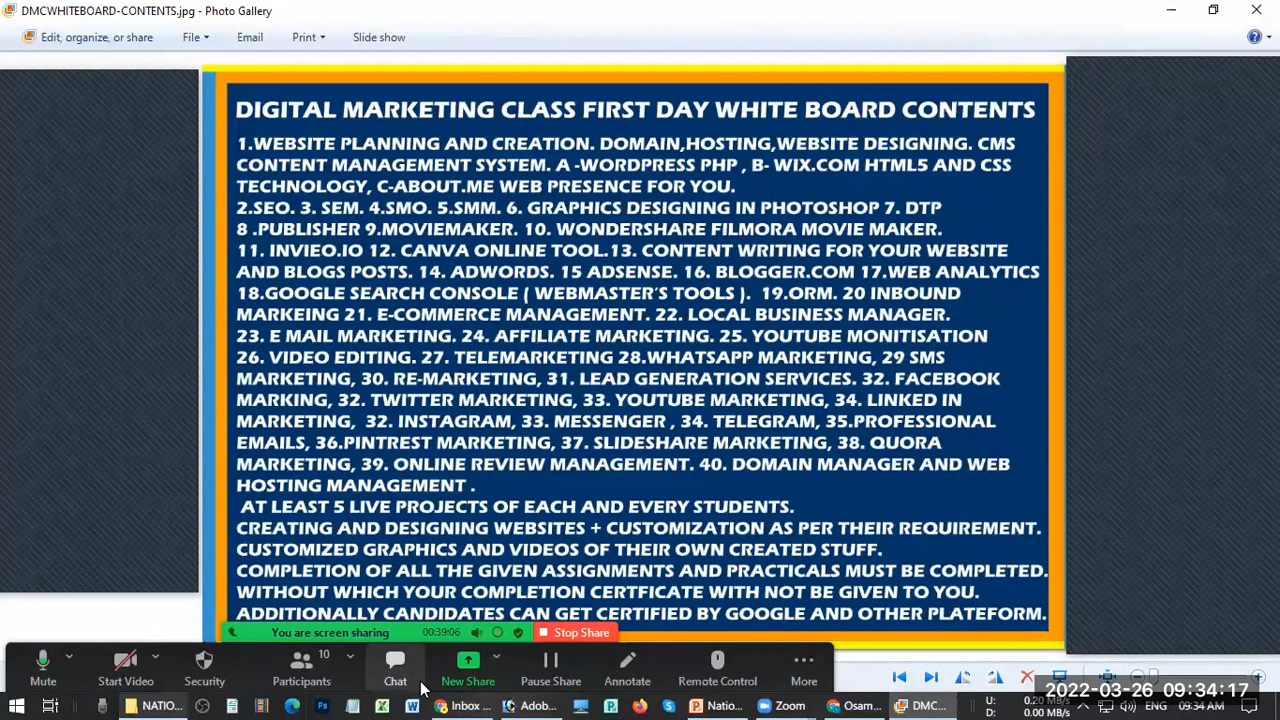 DMCWHITEBOARD-CONTENTS.jpg - Photo Gallery
Edit, organize, or share File Email Print Slide show
DIGITAL MARKETING CLASS FIRST DAY WHITE BOARD CONTENTS
1.WEBSITE PLANNING AND CREATION. DOMAIN,HOSTING,WEBSITE DESIGNING. CMS
CONTENT MANAGEMENT SYSTEM. A -WORDPRESS PHP , B- WIX.COM HTML5 AND CSS
TECHNOLOGY, C-ABOUT.ME WEB PRESENCE FOR YOU.
2.SEO. 3. SEM. 4.SMO. 5.SMM. 6. GRAPHICS DESIGNING IN PHOTOSHOP 7. DTP
8 .PUBLISHER 9.MOVIEMAKER. 10. WONDERSHARE FILMORA MOVIE MAKER.
11. INVIEO.IO 12. CANVA ONLINE TOOL.13. CONTENT WRITING FOR YOUR WEBSITE
AND BLOGS POSTS. 14. ADWORDS. 15 ADSENSE. 16. BLOGGER.COM 17.WEB ANALYTICS
18.GOOGLE SEARCH CONSOLE ( WEBMASTER'S TOOLS ). 19.ORM. 20 INBOUND
MARKEING 21. E-COMMERCE MANAGEMENT. 22. LOCAL BUSINESS MANAGER.
23. E MAIL MARKETING. 24. AFFILIATE MARKETING. 25. YOUTUBE MONITISATION
26. VIDEO EDITING. 27. TELEMARKETING 28.WHATSAPP MARKETING, 29 SMS
MARKETING, 30. RE-MARKETING, 31. LEAD GENERATION SERVICES. 32. FACEBOOK
MARKING, 32. TWITTER MARKETING, 33. YOUTUBE MARKETING, 34. LINKED IN
MARKETING, 32. INSTAGRAM, 33. MESSENGER , 34. TELEGRAM, 35.PROFESSIONAL
EMAILS, 36.PINTREST MARKETING, 37. SLIDESHARE MARKETING, 38. QUORA
MARKETING, 39. ONLINE REVIEW MANAGEMENT. 40. DOMAIN MANAGER AND WEB
HOSTING MANAGEMENT .
AT LEAST 5 LIVE PROJECTS OF EACH AND EVERY STUDENTS.
CREATING AND DESIGNING WEBSITES + CUSTOMIZATION AS PER THEIR REQUIREMENT.
CUSTOMIZED GRAPHICS AND VIDEOS OF THEIR OWN CREATED STUFF.
COMPLETION OF ALL THE GIVEN ASSIGNMENTS AND PRACTICALS MUST BE COMPLETED.
WITHOUT WHICH YOUR COMPLETION CERTFICATE WITH NOT BE GIVEN TO YOU.
ADDITIONALLY CANDIDATES CAN GET CERTIFIED BY GOOGLE AND OTHER PLATEFORM.
You are screen sharing 00:39:06 Stop Share
10
Mute Start Video Security Participants Chat New Share Pause Share Annotate Remote Control More
2022-03-26 09:34:17
NATIO... Inbox ... Adob... Natio... Zoom Osam... DMC... U: 0.00 MB/s
D: 0.20 MB/s ENG 09:34 AM